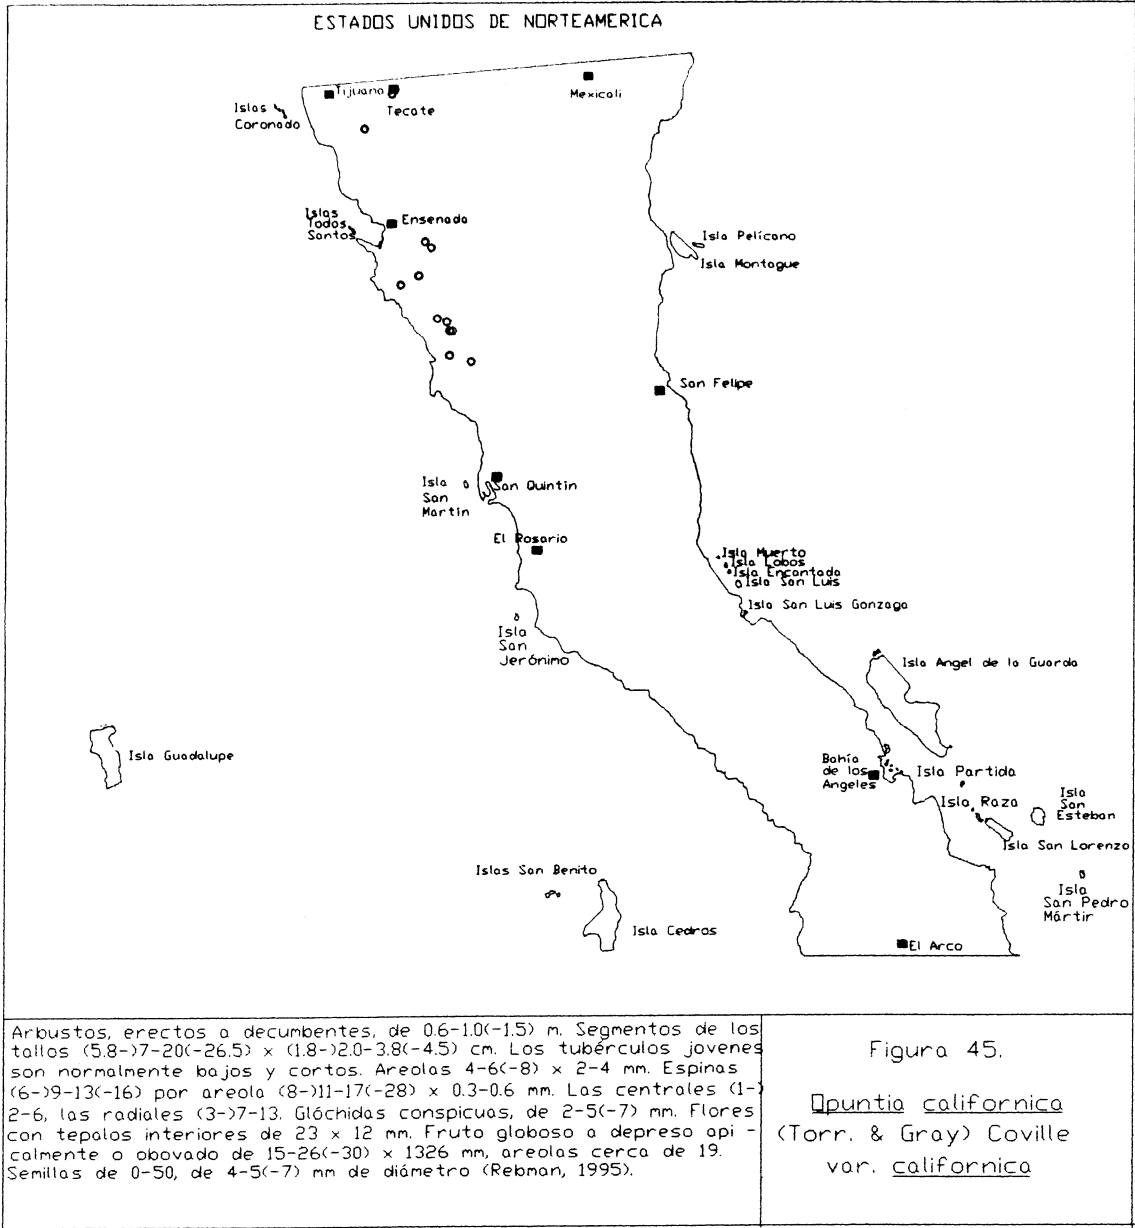 ESTADOS UNIDOS DE NORTEAMERICA
Tijuana
Mexicali
Islas
Coronado
Tecate
Islas
Todos
Santos
Ensenada
Isla Pelícano
Isla Montague
San Felipe
Isla
San
Martín
San Quintín
El Rosario
Isla Muerto
Isla Lobos
Isla Encantada
Isla San Luis
Isla San Luis Gonzaga
Isla
San
Jerónimo
Isla Angel de la Guarda
Isla Guadalupe
Bahía
de los
Angeles
Isla Partida
Isla Raza
Isla
San
Esteban
Isla San Lorenzo
Islas San Benito
Isla
San Pedro
Mártir
Isla Cedros
El Arco
Arbustos, erectos a decumbentes, de 0.6-1.0(-1.5) m. Segmentos de los
tallos (5.8-)7-20(-26.5) x (1.8-)2.0-3.8(-4.5) cm. Los tubérculos jovenes
son normalmente bajos y cortos. Areolas 4-6(-8) x 2-4 mm. Espinas
(6-)9-13(-16) por areola (8-)11-17(-28) x 0.3-0.6 mm. Las centrales (1-)
2-6, las radiales (3-)7-13. Glóchidas conspicuas, de 2-5(-7) mm. Flores
con tepalos interiores de 23 x 12 mm. Fruto globoso a depreso api -
calmente o obovado de 15-26(-30) x 1326 mm, areolas cerca de 19.
Semillas de 0-50, de 4-5(-7) mm de diámetro (Rebman, 1995).
Figura 45.
Opuntia californica
(Torr. & Gray) Coville
var. californica